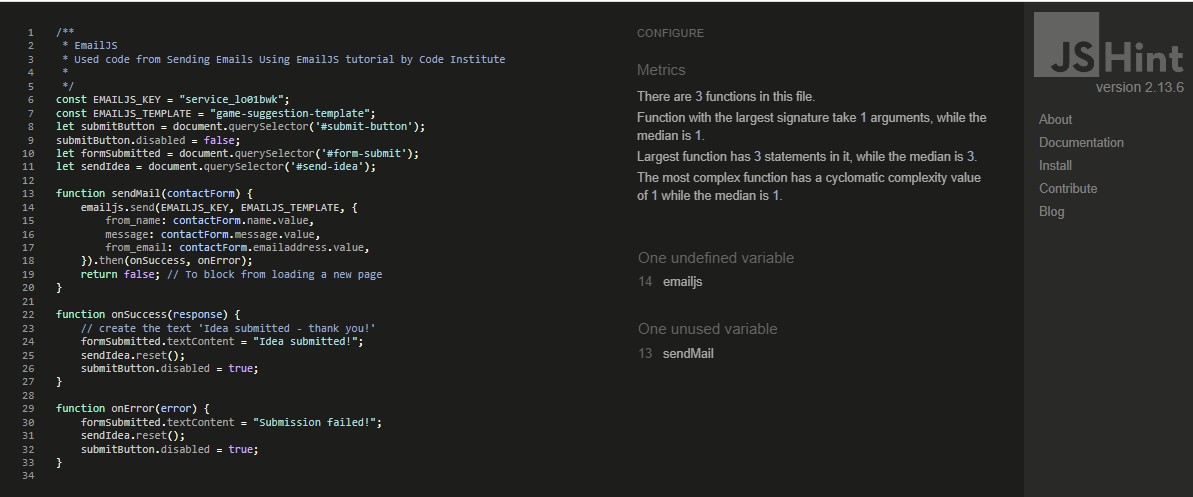 1 /**
2  * EmailJS
3  * Used code from Sending Emails Using EmailJS tutorial by Code Institute
4  *
5  */
6 const EMAILJS_KEY = "service_lo01bwk";
7 const EMAILJS_TEMPLATE = "game-suggestion-template";
8 let submitButton = document.querySelector('#submit-button');
9 submitButton.disabled = false;
10 let formSubmitted = document.querySelector('#form-submit');
11 let sendIdea = document.querySelector('#send-idea');
12
13 function sendMail(contactForm) {
14     emailjs.send(EMAILJS_KEY, EMAILJS_TEMPLATE, {
15         from_name: contactForm.name.value,
16         message: contactForm.message.value,
17         from_email: contactForm.emailaddress.value,
18     }).then(onSuccess, onError);
19     return false; // To block from loading a new page
20 }
21
22 function onSuccess(response) {
23     // create the text 'Idea submitted - thank you!'
24     formSubmitted.textContent = "Idea submitted!";
25     sendIdea.reset();
26     submitButton.disabled = true;
27 }
28
29 function onError(error) {
30     formSubmitted.textContent = "Submission failed!";
31     sendIdea.reset();
32     submitButton.disabled = true;
33 }
34
CONFIGURE
Metrics
There are 3 functions in this file.
Function with the largest signature take 1 arguments, while the
median is 1.
Largest function has 3 statements in it, while the median is 3.
The most complex function has a cyclomatic complexity value
of 1 while the median is 1.
One undefined variable
14 emailjs
One unused variable
13 sendMail
JSHint
version 2.13.6
About
Documentation
Install
Contribute
Blog